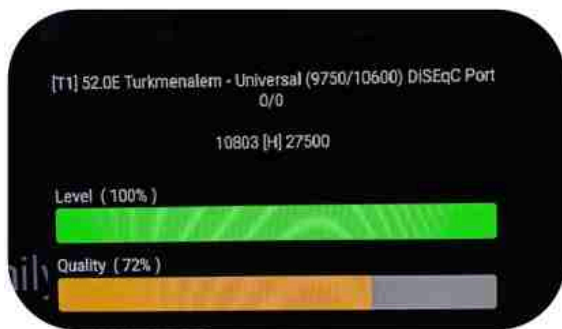 [T1] 52.0E Turkmenalem - Universal (9750/10600) DiSEqC Port
0/0
10803 [H] 27500
Level ( 100% )
Quality ( 72% )